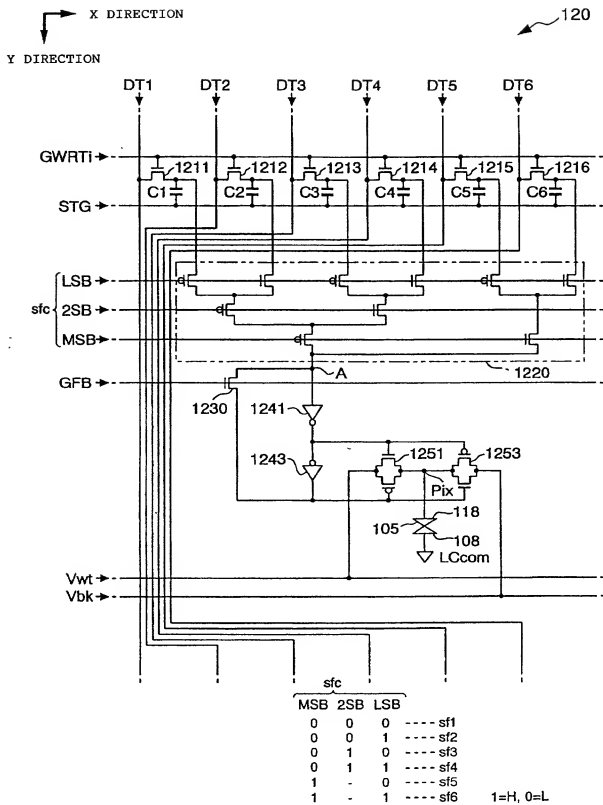 X DIRECTION
120
Y DIRECTION
DT1 DT2 DT3 DT4 DT5 DT6
GWRTi
1211 1212 1213 1214 1215 1216
C1 C2 C3 C4 C5 C6
STG
LSB
sfc 2SB
MSB
1220
GFB
A
1230
1241
1243
1251 1253
Pix
118
105
108
LCcom
Vwt
Vbk
sfc
MSB 2SB LSB
0 0 0 ---- sf1
0 0 1 ---- sf2
0 1 0 ---- sf3
0 1 1 ---- sf4
1 - 0 ---- sf5
1 - 1 ---- sf6 1=H, 0=L